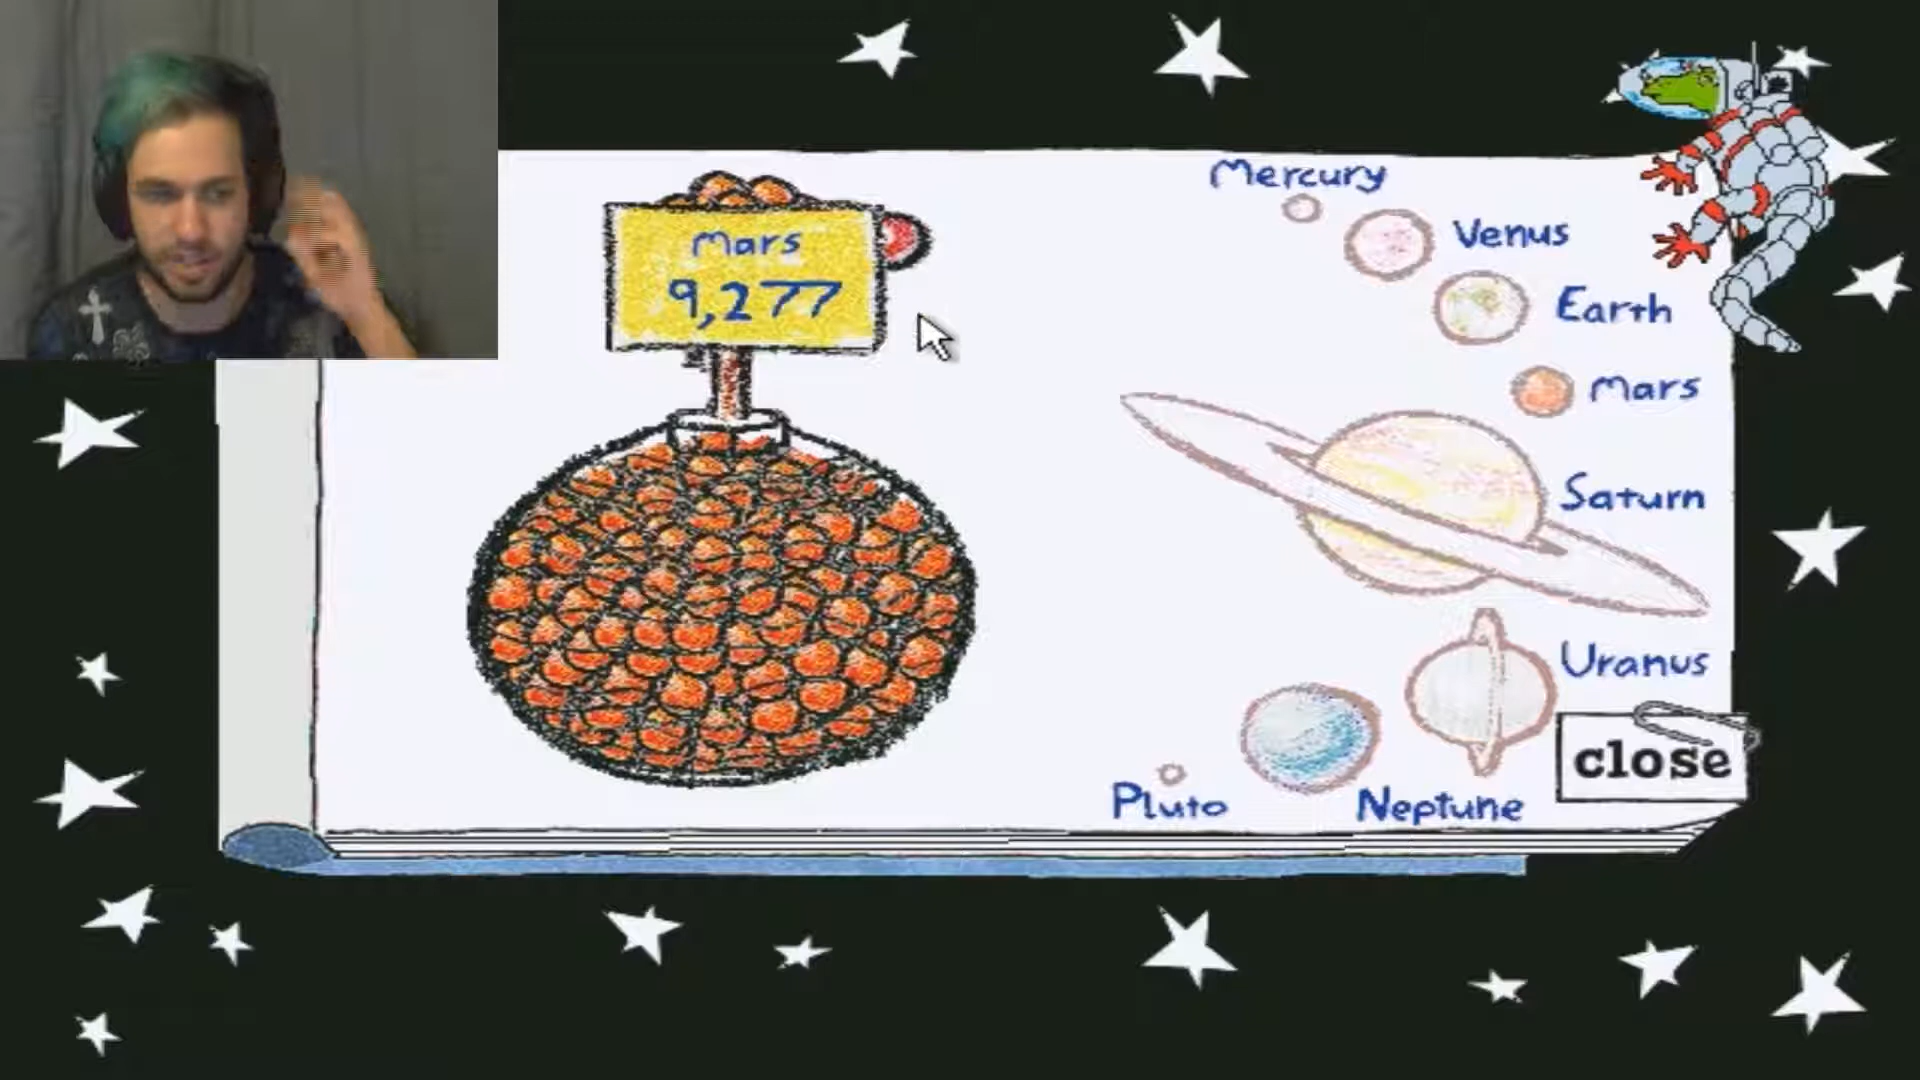 Mars
9,277
Mercury
Venus
Earth
Mars
Saturn
Uranus
close
Pluto
Neptune